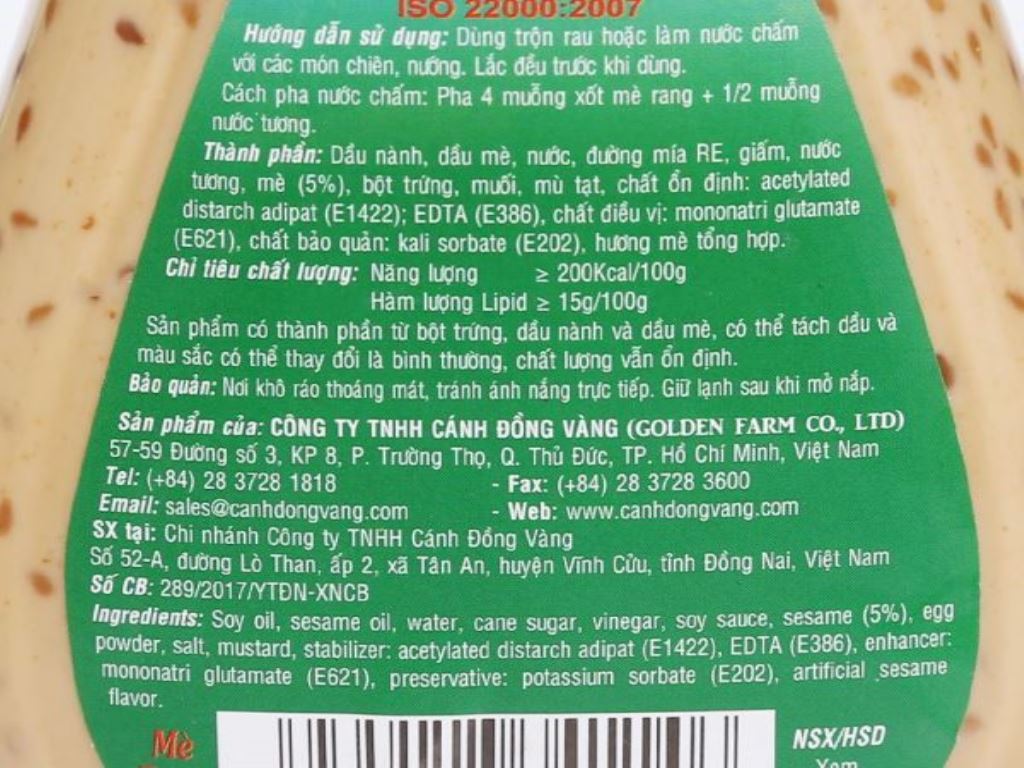 ISO 22000:2007
Hướng dẫn sử dụng: Dùng trộn rau hoặc làm nước chấm
với các món chiên, nướng. Lắc đều trước khi dùng.
Cách pha nước chấm: Pha 4 muỗng xốt mè rang + 1/2 muỗng
nước tương.
Thành phần: Dầu nành, dầu mè, nước, đường mía RE, giấm, nước
tương, mè (5%), bột trứng, muối, mù tạt, chất ổn định: acetylated
distarch adipat (E1422); EDTA (E386), chất điều vị: mononatri glutamate
(E621), chất bảo quản: kali sorbate (E202), hương mè tổng hợp.
Chỉ tiêu chất lượng: Năng lượng ≥ 200Kcal/100g
Hàm lượng Lipid ≥ 15g/100g
Sản phẩm có thành phần từ bột trứng, dầu nành và dầu mè, có thể tách dầu và
màu sắc có thể thay đổi là bình thường, chất lượng vẫn ổn định.
Bảo quản: Nơi khô ráo thoáng mát, tránh ánh nắng trực tiếp. Giữ lạnh sau khi mở nắp.
Sản phẩm của: CÔNG TY TNHH CÁNH ĐỒNG VÀNG (GOLDEN FARM CO., LTD)
57-59 Đường số 3, KP 8, P. Trường Thọ, Q. Thủ Đức, TP. Hồ Chí Minh, Việt Nam
Tel: (+84) 28 3728 1818 - Fax: (+84) 28 3728 3600
Email: sales@canhdongvang.com - Web: www.canhdongvang.com
SX tại: Chi nhánh Công ty TNHH Cánh Đồng Vàng
Số 52-A, đường Lò Than, ấp 2, xã Tân An, huyện Vĩnh Cửu, tỉnh Đồng Nai, Việt Nam
Số CB: 289/2017/YTĐN-XNCB
Ingredients: Soy oil, sesame oil, water, cane sugar, vinegar, soy sauce, sesame (5%), egg
powder, salt, mustard, stabilizer: acetylated distarch adipat (E1422), EDTA (E386), enhancer:
mononatri glutamate (E621), preservative: potassium sorbate (E202), artificial sesame
flavor.
Mè
NSX/HSD
Xem